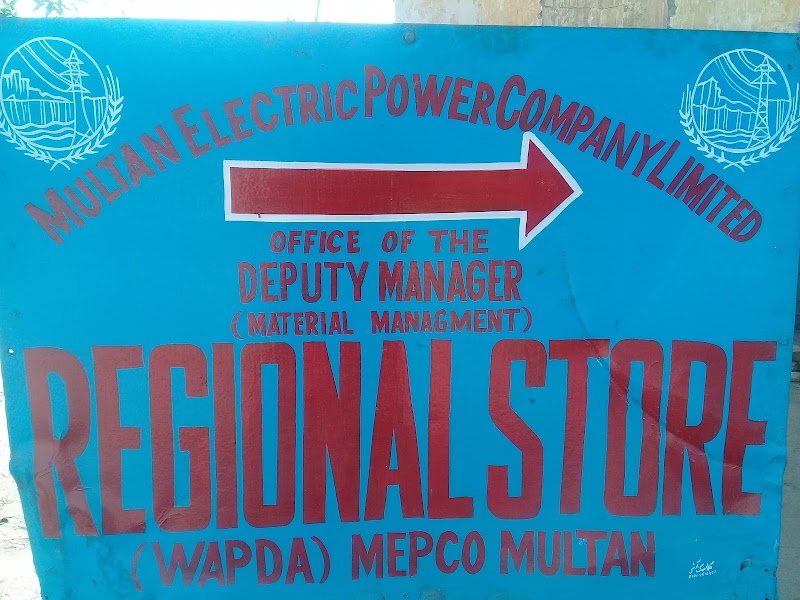 MULTAN ELECTRIC POWER COMPANY LIMITED
OFFICE OF THE
DEPUTY MANAGER
(MATERIAL MANAGMENT)
REGIONAL STORE
(WAPDA) MEPCO MULTAN